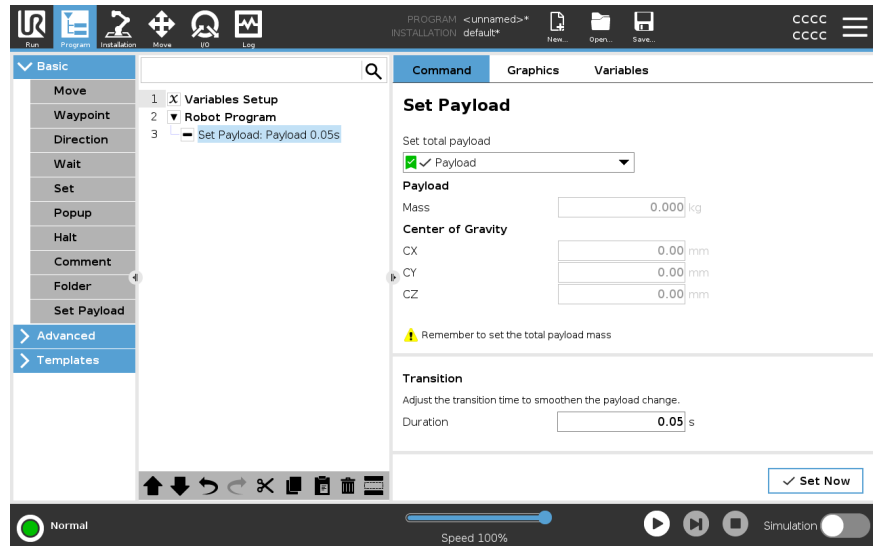 UR
PROGRAM <unnamed>*
INSTALLATION default*
CCCC
CCCC
Run Program Installation Move I/O Log New... Open... Save...
Basic
Move
Waypoint
Direction
Wait
Set
Popup
Halt
Comment
Folder
Set Payload
Advanced
Templates
1 X Variables Setup
2 Robot Program
3 Set Payload: Payload 0.05s
Command Graphics Variables
Set Payload
Set total payload
Payload
Payload
Mass 0.000 kg
Center of Gravity
CX 0.00 mm
CY 0.00 mm
CZ 0.00 mm
Remember to set the total payload mass
Transition
Adjust the transition time to smoothen the payload change.
Duration 0.05 s
Set Now
Normal
Speed 100%
Simulation